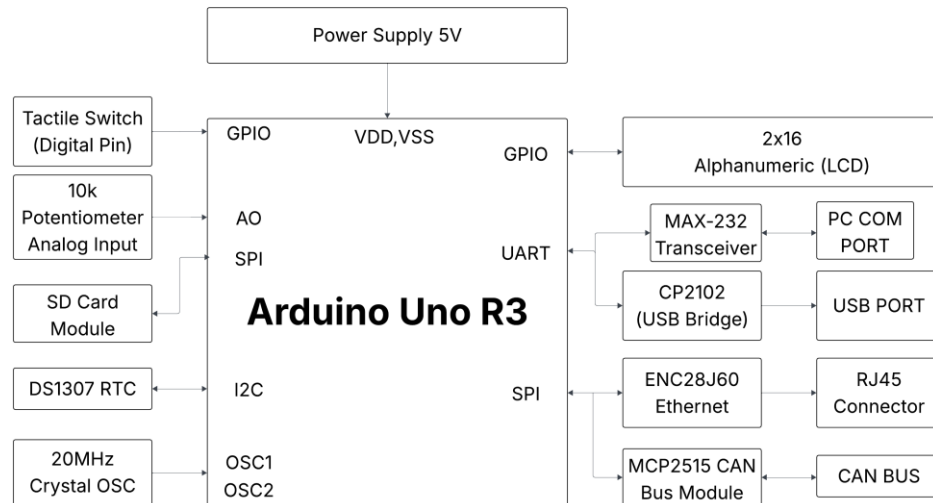 Power Supply 5V
Tactile Switch
(Digital Pin)
10k
Potentiometer
Analog Input
SD Card
Module
DS1307 RTC
20MHz
Crystal OSC
GPIO
VDD,VSS
AO
SPI
Arduino Uno R3
I2C
OSC1
OSC2
GPIO
UART
SPI
2x16
Alphanumeric (LCD)
MAX-232
Transceiver
PC COM
PORT
CP2102
(USB Bridge)
USB PORT
ENC28J60
Ethernet
RJ45
Connector
MCP2515 CAN
Bus Module
CAN BUS